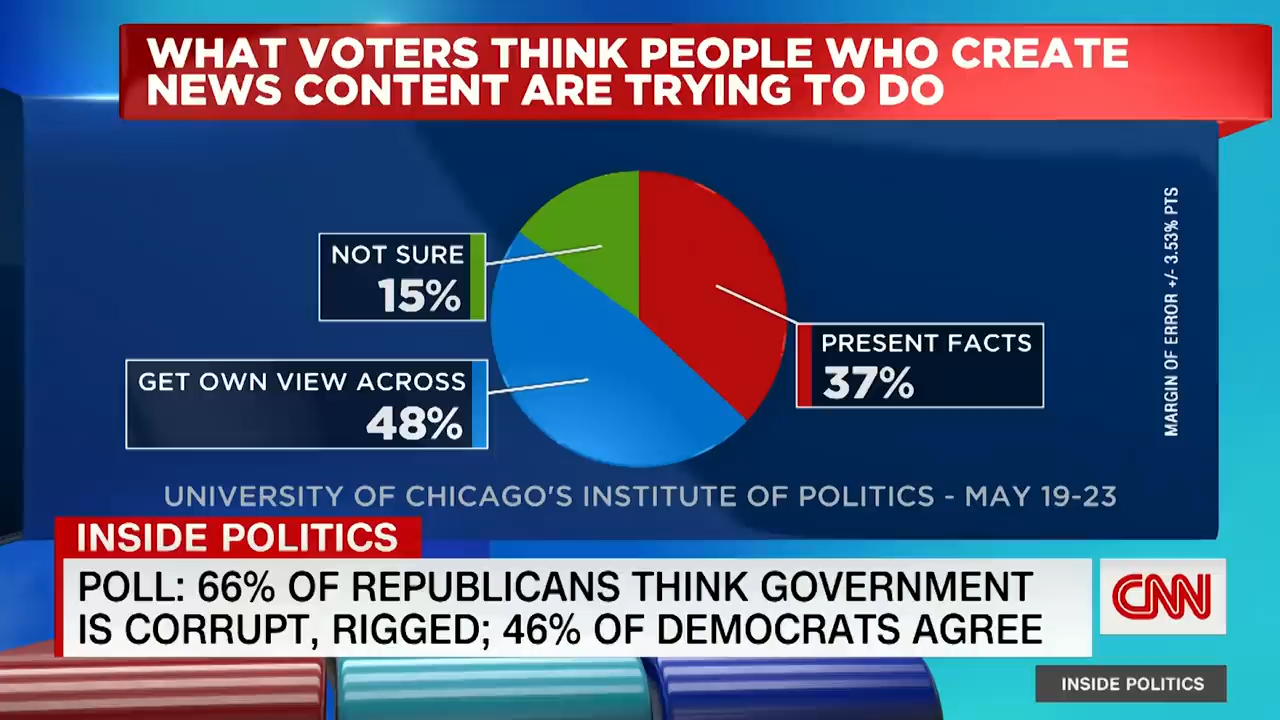 WHAT VOTERS THINK PEOPLE WHO CREATE
NEWS CONTENT ARE TRYING TO DO
NOT SURE
15%
GET OWN VIEW ACROSS
48%
PRESENT FACTS
37%
MARGIN OF ERROR +/- 3.53% PTS
UNIVERSITY OF CHICAGO'S INSTITUTE OF POLITICS - MAY 19-23
INSIDE POLITICS
POLL: 66% OF REPUBLICANS THINK GOVERNMENT
IS CORRUPT, RIGGED; 46% OF DEMOCRATS AGREE
CNN
INSIDE POLITICS